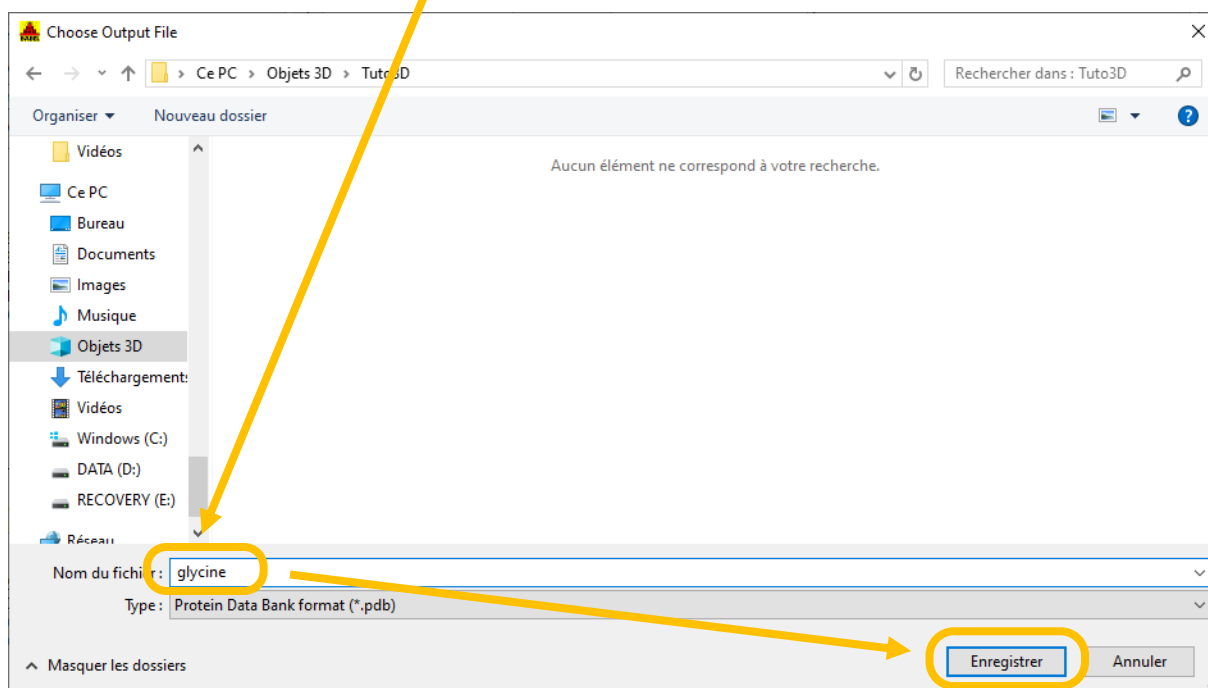 Choose Output File
Ce PC > Objets 3D > Tuto3D
Rechercher dans : Tuto3D
Organiser
Nouveau dossier
Vidéos
Aucun élément ne correspond à votre recherche.
Ce PC
Bureau
Documents
Images
Musique
Objets 3D
Téléchargement
Vidéos
Windows (C:)
DATA (D:)
RECOVERY (E:)
Réseau
Nom du fichier : glycine
Type : Protein Data Bank format (*.pdb)
Masquer les dossiers
Enregistrer
Annuler